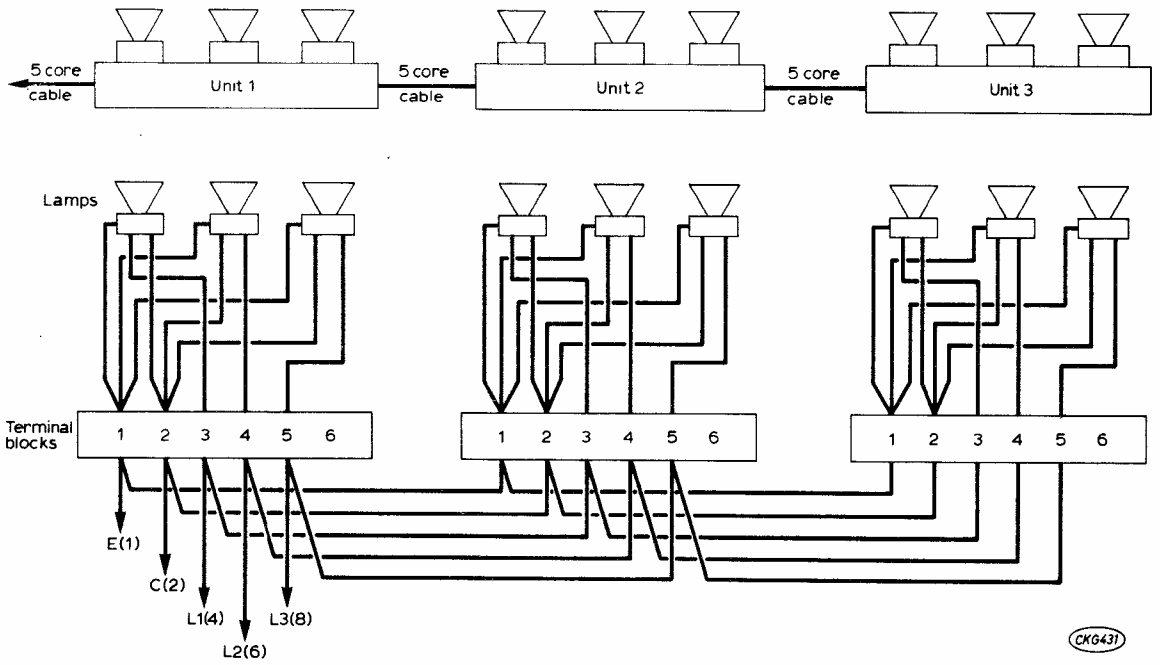 5 core
cable
Unit 1
5 core
cable
Unit 2
5 core
cable
Unit 3
Lamps
Terminal
blocks
1 2 3 4 5 6
1 2 3 4 5 6
1 2 3 4 5 6
E(1)
C(2)
L1(4)
L3(8)
L2(6)
CKG431